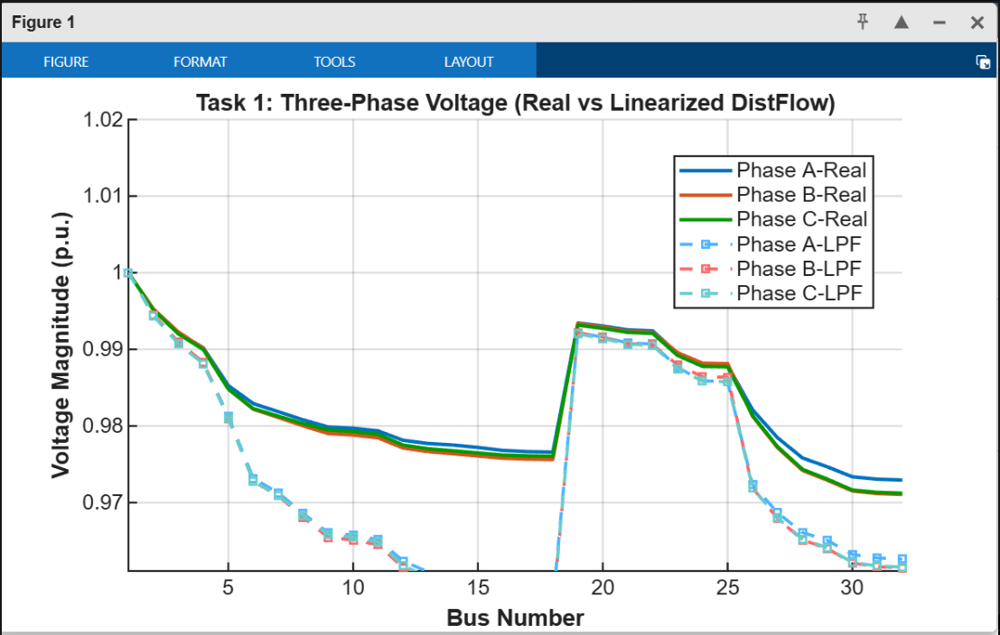 Figure 1
FIGURE FORMAT TOOLS LAYOUT
Task 1: Three-Phase Voltage (Real vs Linearized DistFlow)
1.02
1.01
1
0.99
0.98
0.97
Voltage Magnitude (p.u.)
Phase A-Real
Phase B-Real
Phase C-Real
Phase A-LPF
Phase B-LPF
Phase C-LPF
5 10 15 20 25 30
Bus Number